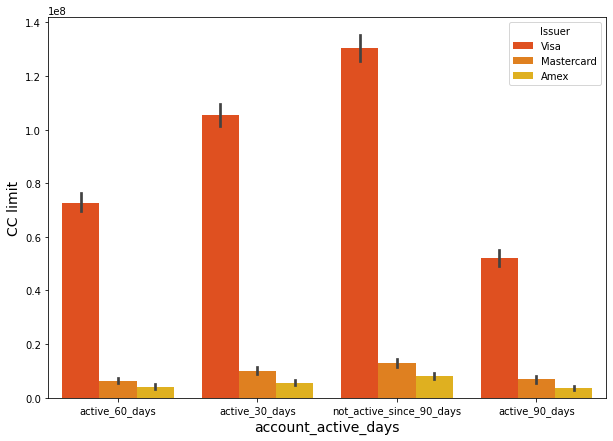 1e8
1.4
1.2
1.0
0.8
0.6
0.4
0.2
0.0
CC limit
Issuer
Visa
Mastercard
Amex
active_60_days
active_30_days
not_active_since_90_days
active_90_days
account_active_days